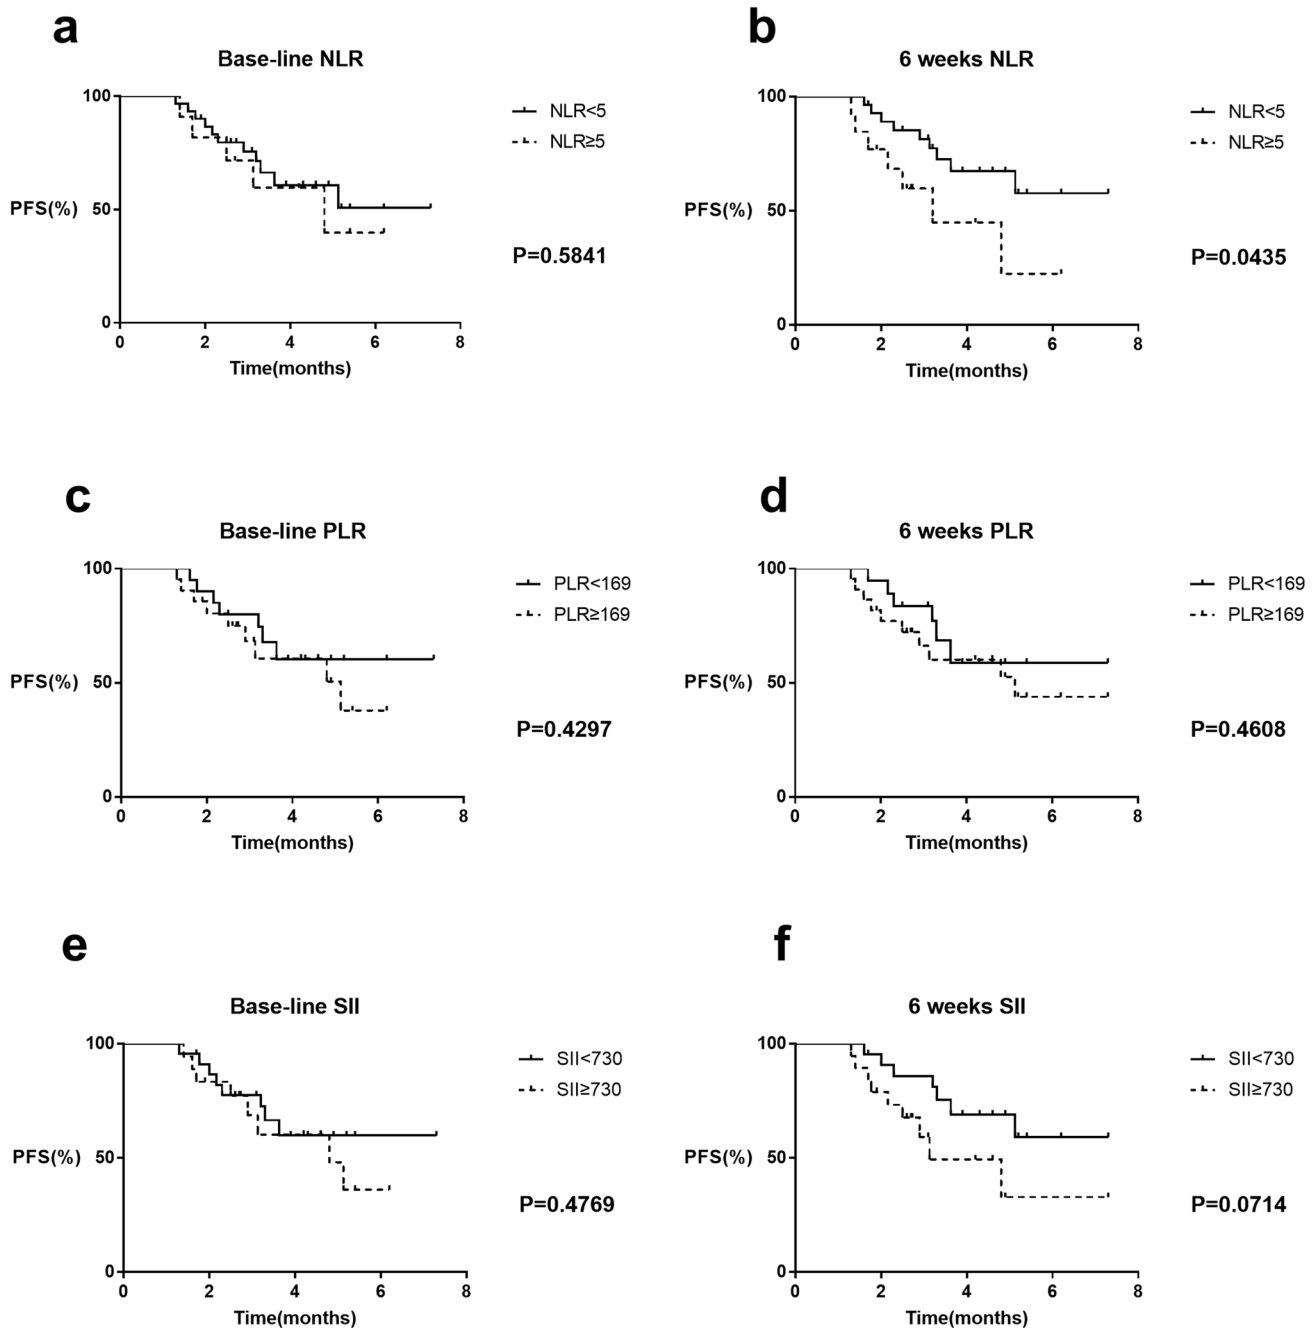 a
Base-line NLR
100
50
0
PFS(%)
0 2 4 6 8
Time(months)
NLR<5
NLR≥5
P=0.5841
b
6 weeks NLR
100
50
0
PFS(%)
0 2 4 6 8
Time(months)
NLR<5
NLR≥5
P=0.0435
c
Base-line PLR
100
50
0
PFS(%)
0 2 4 6 8
Time(months)
PLR<169
PLR≥169
P=0.4297
d
6 weeks PLR
100
50
0
PFS(%)
0 2 4 6 8
Time(months)
PLR<169
PLR≥169
P=0.4608
e
Base-line SII
100
50
0
PFS(%)
0 2 4 6 8
Time(months)
SII<730
SII≥730
P=0.4769
f
6 weeks SII
100
50
0
PFS(%)
0 2 4 6 8
Time(months)
SII<730
SII≥730
P=0.0714